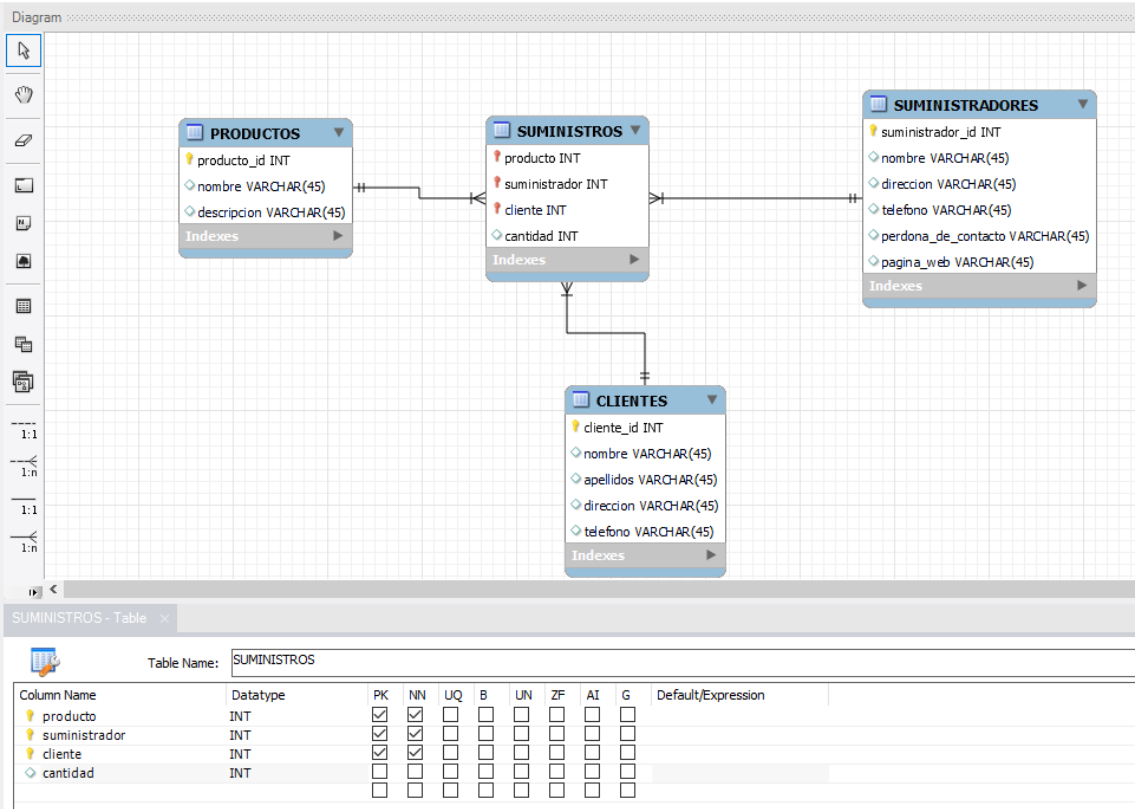 Diagram
PRODUCTOS
producto_id INT
nombre VARCHAR(45)
descripcion VARCHAR(45)
Indexes
SUMINISTROS
producto INT
suministrador INT
cliente INT
cantidad INT
Indexes
SUMINISTRADORES
suministrador_id INT
nombre VARCHAR(45)
direccion VARCHAR(45)
telefono VARCHAR(45)
perdona_de_contacto VARCHAR(45)
pagina_web VARCHAR(45)
Indexes
CLIENTES
cliente_id INT
nombre VARCHAR(45)
apellidos VARCHAR(45)
direccion VARCHAR(45)
telefono VARCHAR(45)
Indexes
1:1
1:n
1:1
1:n
SUMINISTROS - Table
Table Name: SUMINISTROS
Column Name Datatype PK NN UQ B UN ZF AI G Default/Expression
producto INT
suministrador INT
cliente INT
cantidad INT